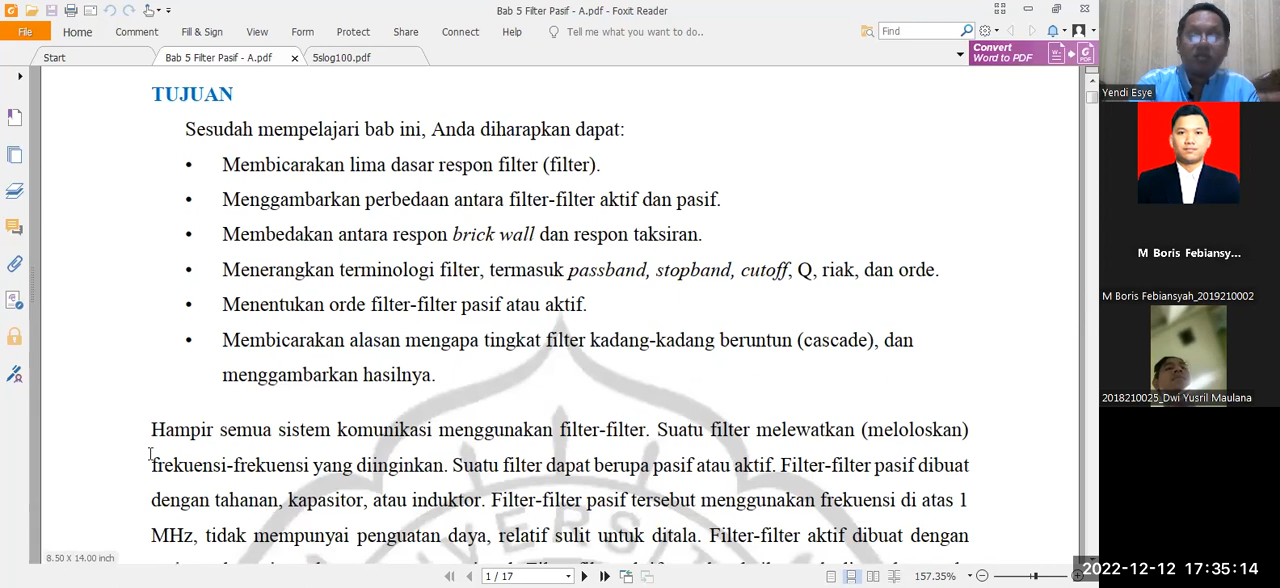 Bab 5 Filter Pasif - A.pdf - Foxit Reader
File Home Comment Fill & Sign View Form Protect Share Connect Help Tell me what you want to do.. Find
Start Bab 5 Filter Pasif - A.pdf 5slog100.pdf
Convert
Word to PDF
TUJUAN
Sesudah mempelajari bab ini, Anda diharapkan dapat:
• Membicarakan lima dasar respon filter (filter).
• Menggambarkan perbedaan antara filter-filter aktif dan pasif.
• Membedakan antara respon brick wall dan respon taksiran.
• Menerangkan terminologi filter, termasuk passband, stopband, cutoff, Q, riak, dan orde.
• Menentukan orde filter-filter pasif atau aktif.
• Membicarakan alasan mengapa tingkat filter kadang-kadang beruntun (cascade), dan
menggambarkan hasilnya.
Hampir semua sistem komunikasi menggunakan filter-filter. Suatu filter melewatkan (meloloskan)
frekuensi-frekuensi yang diinginkan. Suatu filter dapat berupa pasif atau aktif. Filter-filter pasif dibuat
dengan tahanan, kapasitor, atau induktor. Filter-filter pasif tersebut menggunakan frekuensi di atas 1
MHz, tidak mempunyai penguatan daya, relatif sulit untuk ditala. Filter-filter aktif dibuat dengan
8.50 X 14.00 inch
1 / 17
157.35%
Yendi Esye
M Boris Febiansy...
M Boris Febiansyah_2019210002
2018210025_Dwi Yusril Maulana
2022-12-12 17:35:14
UNIVERSIT